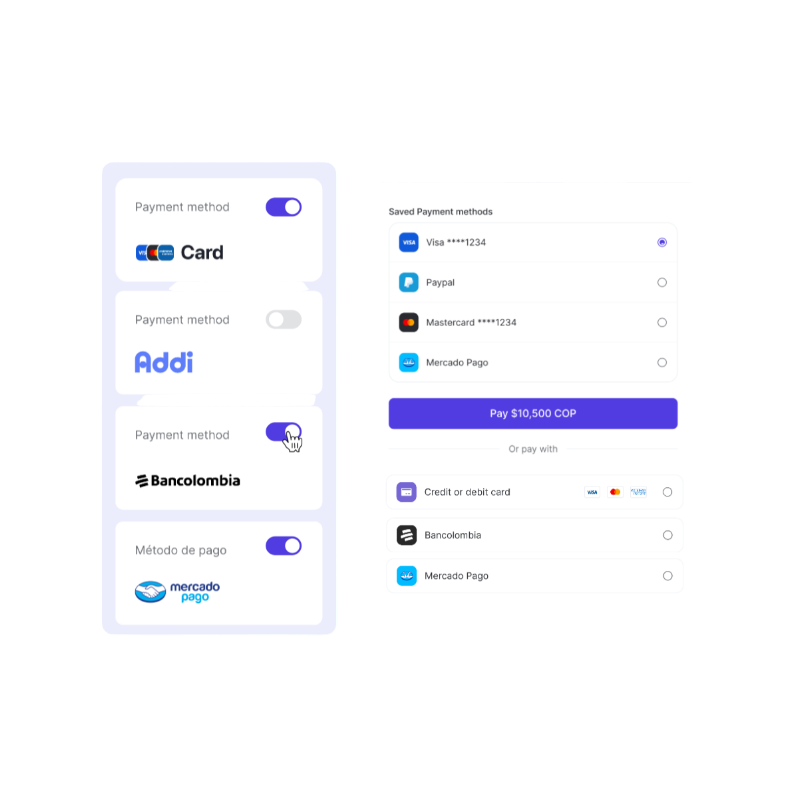 Payment method
VISA
Card
Payment method
Addi
Payment method
Bancolombia
Método de pago
mercado
pago
Saved Payment methods
VISA Visa ****1234
Paypal
Mastercard ****1234
Mercado Pago
Pay $10,500 COP
Or pay with
Credit or debit card VISA
Bancolombia
Mercado Pago